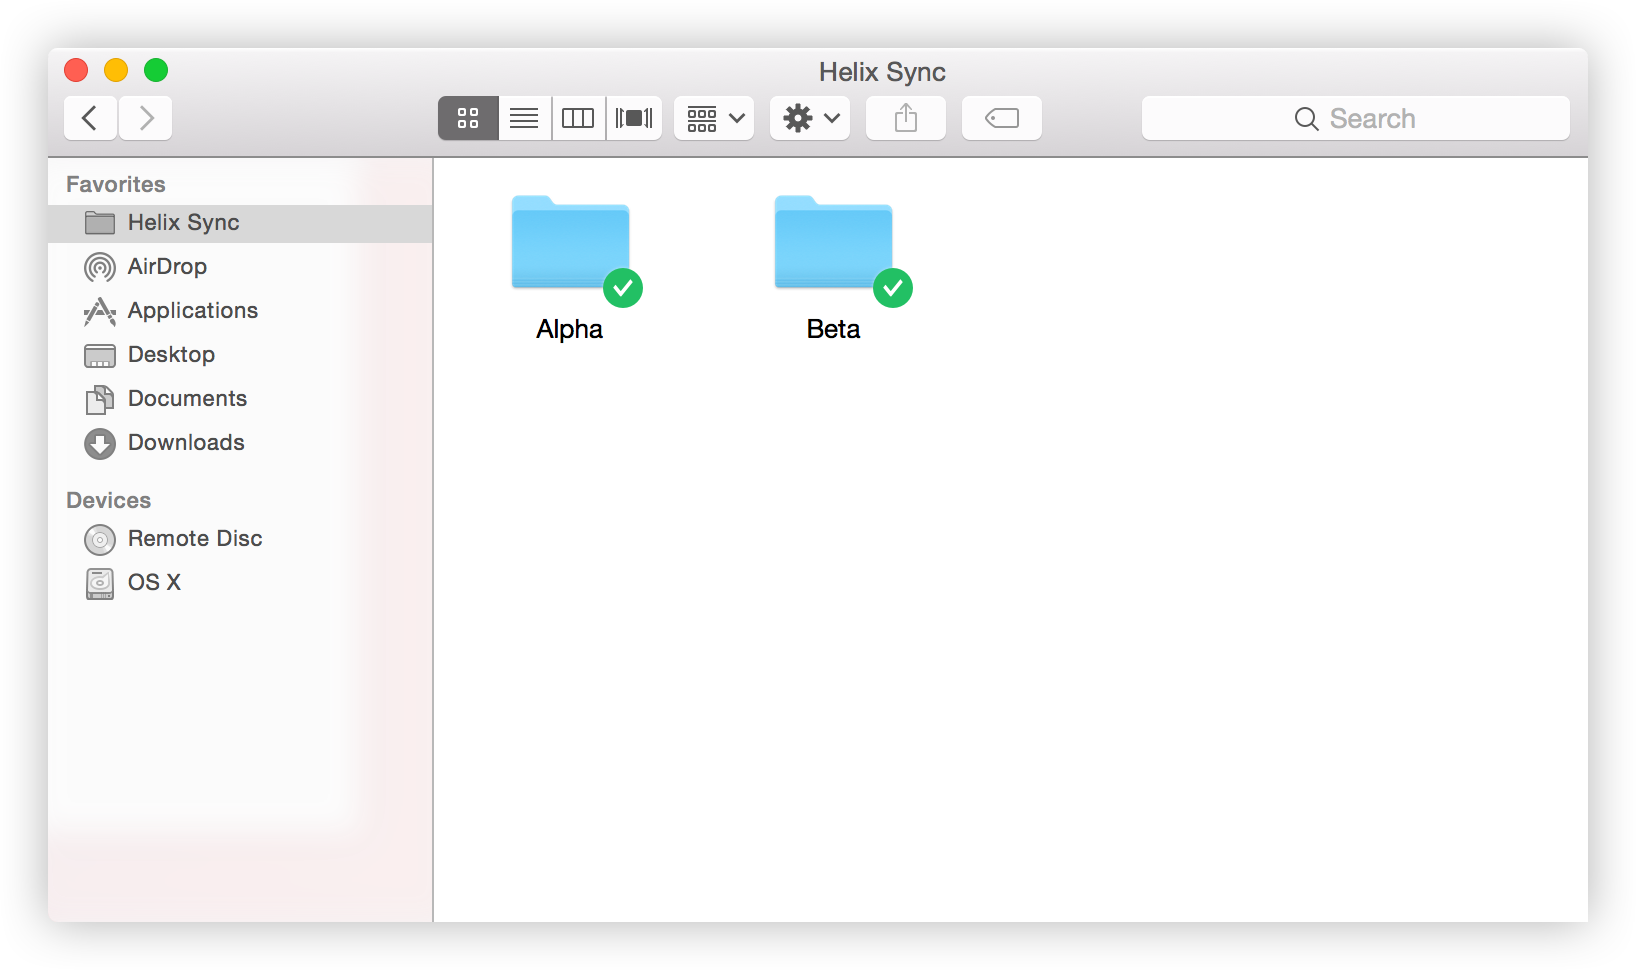 Helix Sync
Search
Favorites
Helix Sync
AirDrop
Applications
Desktop
Documents
Downloads
Devices
Remote Disc
OS X
Alpha
Beta